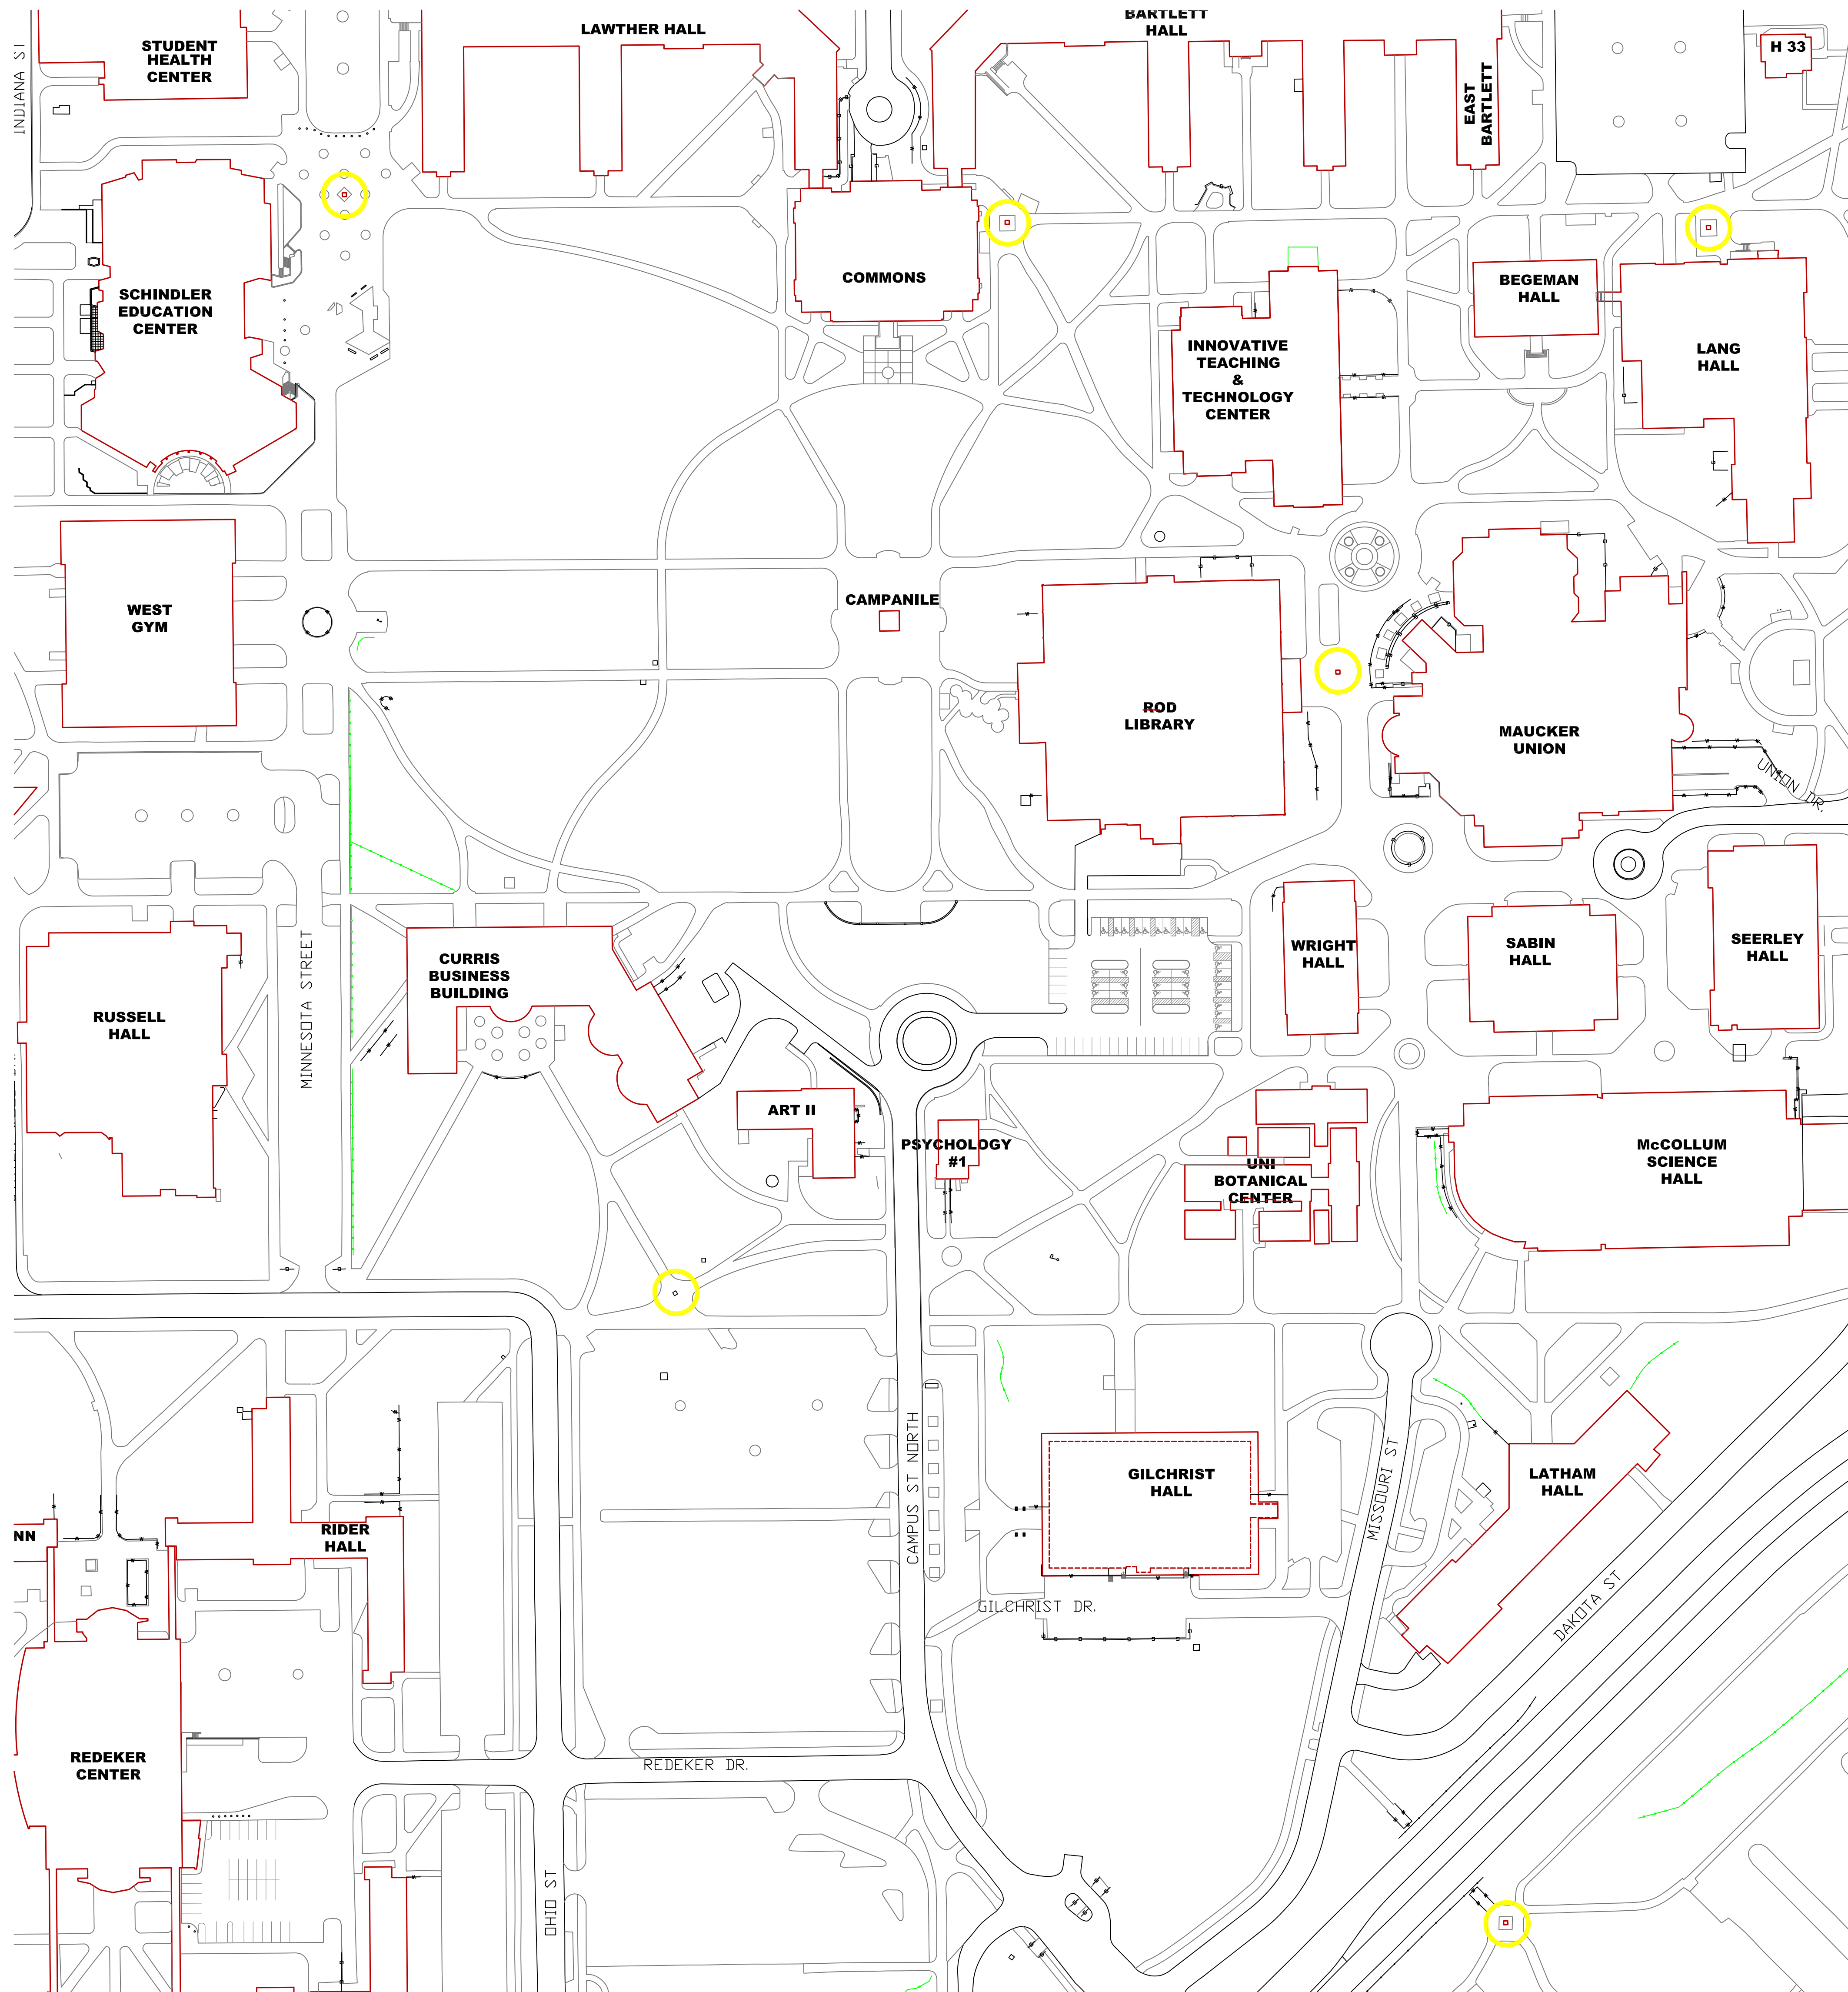 LAWTHER HALL
BARTLETT
HALL
STUDENT
HEALTH
CENTER
H 33
INDIANA ST
EAST
BARTLETT
COMMONS
SCHINDLER
EDUCATION
CENTER
BEGEMAN
HALL
INNOVATIVE
TEACHING
&
TECHNOLOGY
CENTER
LANG
HALL
WEST
GYM
CAMPANILE
ROD
LIBRARY
MAUCKER
UNION
UNION DR.
CURRIS
BUSINESS
BUILDING
WRIGHT
HALL
SABIN
HALL
SEERLEY
HALL
RUSSELL
HALL
MINNESOTA STREET
ART II
PSYCHOLOGY
#1
UNI
BOTANICAL
CENTER
McCOLLUM
SCIENCE
HALL
CAMPUS ST NORTH
GILCHRIST
HALL
MISSOURI ST
LATHAM
HALL
NN
RIDER
HALL
GILCHRIST DR.
DAKOTA ST
REDEKER
CENTER
REDEKER DR.
OHIO ST